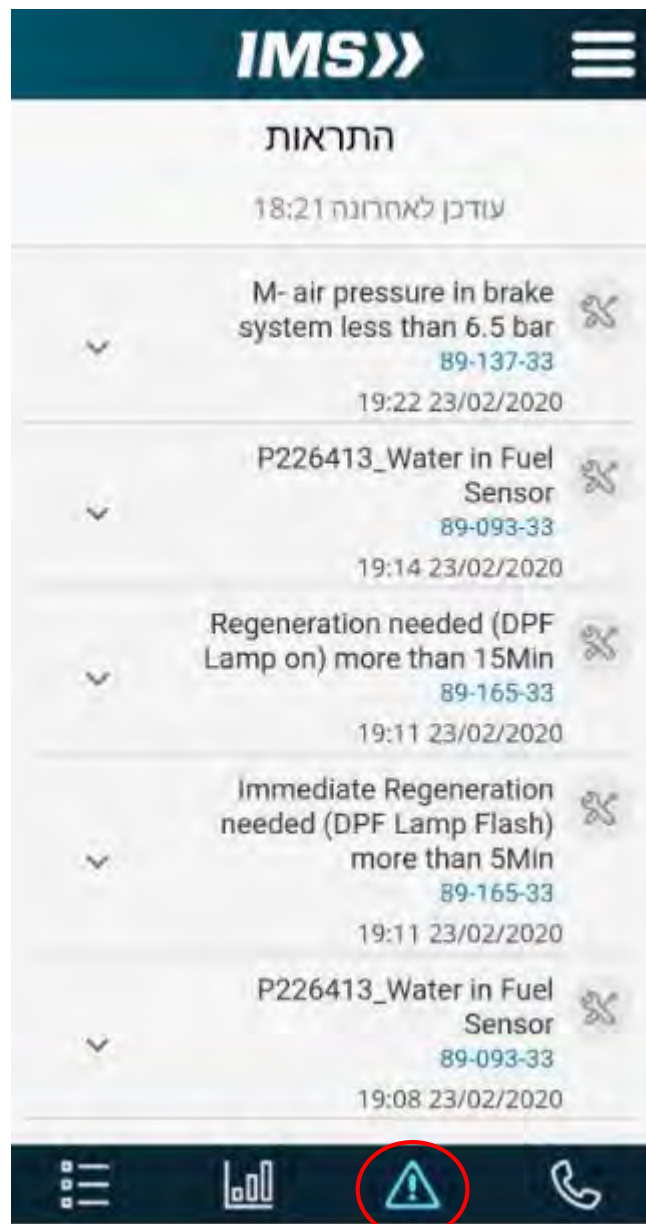 IMS
התראות
עודכן לאחרונה 18:21
M- air pressure in brake
system less than 6.5 bar
89-137-33
19:22 23/02/2020
P226413_Water in Fuel
Sensor
89-093-33
19:14 23/02/2020
Regeneration needed (DPF
Lamp on) more than 15Min
89-165-33
19:11 23/02/2020
Immediate Regeneration
needed (DPF Lamp Flash)
more than 5Min
89-165-33
19:11 23/02/2020
P226413_Water in Fuel
Sensor
89-093-33
19:08 23/02/2020